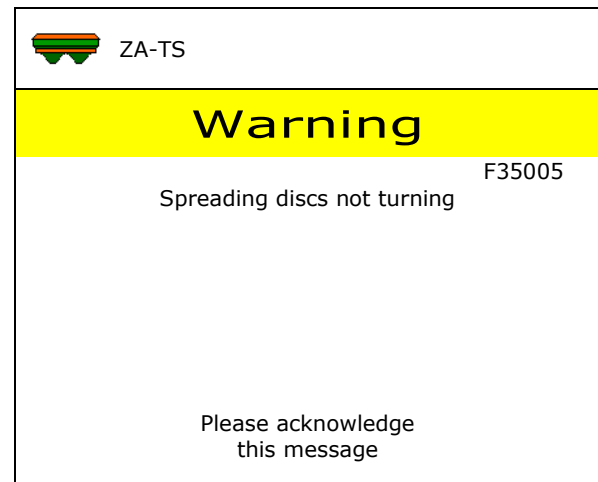 ZA-TS
Warning
F35005
Spreading discs not turning
Please acknowledge
this message